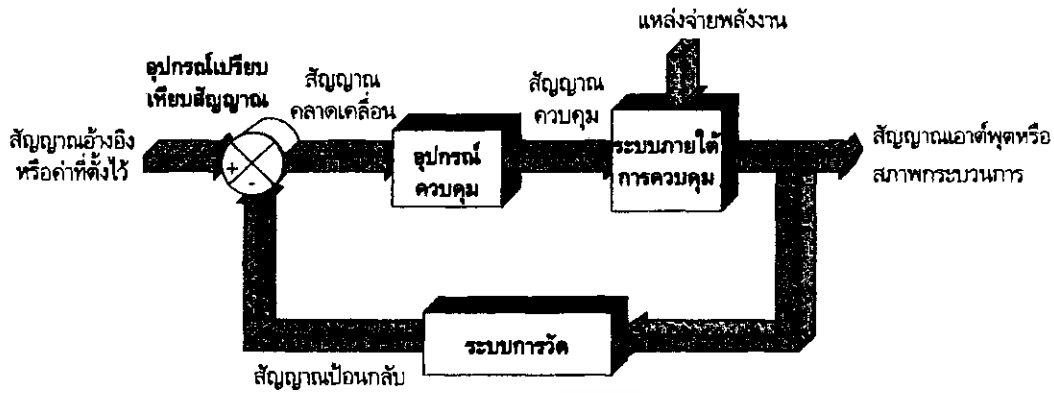 แหล่งจ่ายพลังงาน
อุปกรณ์เปรียบ
เทียบสัญญาณ
สัญญาณ
คลาดเคลื่อน
สัญญาณ
ควบคุม
สัญญาณอ้างอิง
หรือค่าที่ตั้งไว้
+
-
อุปกรณ์
ควบคุม
ระบบภายใต้
การควบคุม
สัญญาณเอาต์พุตหรือ
สภาพกระบวนการ
ระบบการวัด
สัญญาณป้อนกลับ